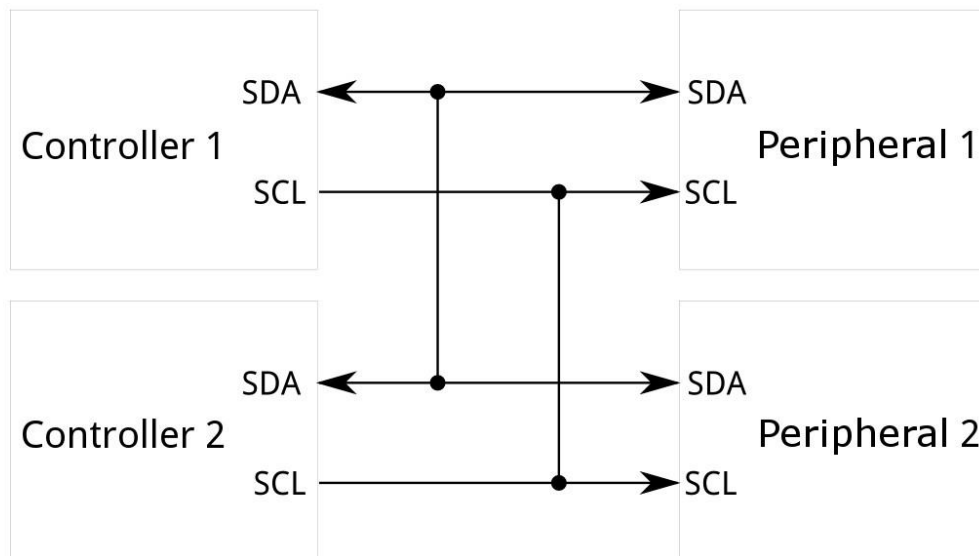 SDA
Controller 1
SCL
SDA
Peripheral 1
SCL
SDA
Controller 2
SCL
SDA
Peripheral 2
SCL